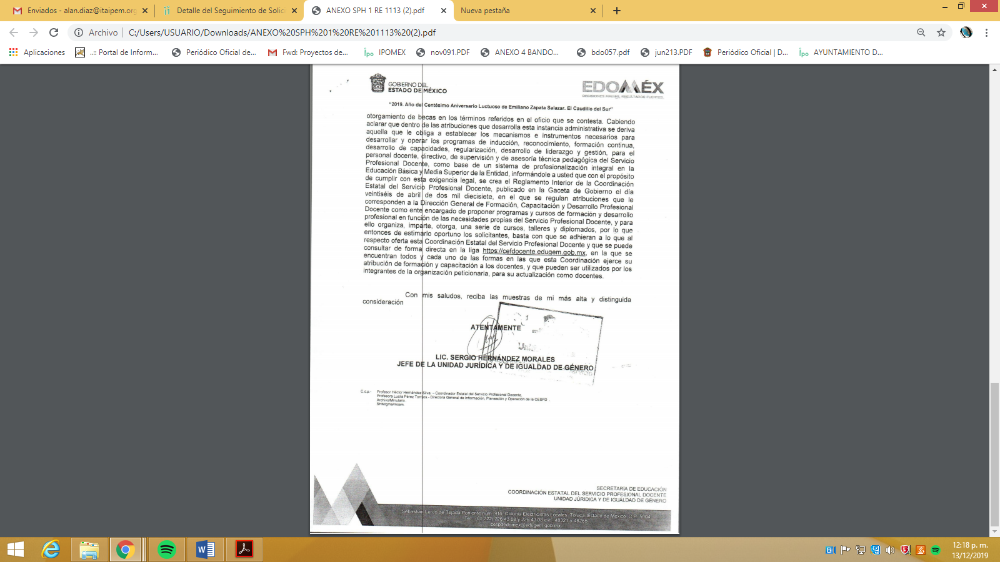 Enviados - alan.diaz@itaipem.org
Detalle del Seguimiento de Solici
ANEXO SPH 1 RE 1113 (2).pdf
Nueva pestaña
Archivo
C:/Users/USUARIO/Downloads/ANEXO%20SPH%201%20RE%201113%20(2).pdf
Aplicaciones
..:: Portal de Inform...
Periódico Oficial de...
Fwd: Proyectos de...
IPOMEX
nov091.PDF
ANEXO 4 BANDO...
bdo057.pdf
jun213.PDF
Periódico Oficial | D...
AYUNTAMIENTO D...
GOBIERNO DEL
ESTADO DE MÉXICO
EDOMÉX
DECISIONES FIRMES, RESULTADOS FUERTES.
"2019. Año del Centésimo Aniversario Luctuoso de Emiliano Zapata Salazar. El Caudillo del Sur"
otorgamiento de becas en los términos referidos en el oficio que se contesta. Cabiendo
aclarar que dentro de las atribuciones que desarrolla esta instancia administrativa se deriva
aquella que le obliga a establecer los mecanismos e instrumentos necesarios para
desarrollar y operar los programas de inducción, reconocimiento, formación continua,
desarrollo de capacidades, regularización, desarrollo de liderazgo y gestión, para el
personal docente, directivo, de supervisión y de asesoría técnica pedagógica del Servicio
Profesional Docente, como base de un sistema de profesionalización integral en la
Educación Básica y Media Superior de la Entidad, informándole a usted que con el propósito
de cumplir con esta exigencia legal, se crea el Reglamento Interior de la Coordinación
Estatal del Servicio Profesional Docente, publicado en la Gaceta de Gobierno el día
veintiséis de abril de dos mil diecisiete, en el que se regulan atribuciones que le
corresponden a la Dirección General de Formación, Capacitación y Desarrollo Profesional
Docente como ente encargado de proponer programas y cursos de formación y desarrollo
profesional en función de las necesidades propias del Servicio Profesional Docente, y para
ello organiza, imparte, otorga, una serie de cursos, talleres y diplomados, por lo que
entonces de estimarlo oportuno los solicitantes, basta con que se adhieran a lo que al
respecto oferta esta Coordinación Estatal del Servicio Profesional Docente y que se puede
consultar de forma directa en la liga https://cefdocente.edugem.gob.mx, en la que se
encuentran todos y cada uno de las formas en las que esta Coordinación ejerce su
atribución de formación y capacitación a los docentes, y que pueden ser utilizados por los
integrantes de la organización peticionaria, para su actualización como docentes.
Con mis saludos, reciba las muestras de mi más alta y distinguida
consideración
ATENTAMENTE
LIC. SERGIO HERNÁNDEZ MORALES
JEFE DE LA UNIDAD JURÍDICA Y DE IGUALDAD DE GÉNERO
C.c.p.- Profesor Héctor Hernández Silva. – Coordinador Estatal del Servicio Profesional Docente.
Profesora Lucila Pérez Torrijos.- Directora General de Información, Planeación y Operación de la CESPD
Archivo/Minutario.
SHM/gma/mcem.
SECRETARÍA DE EDUCACIÓN
COORDINACIÓN ESTATAL DEL SERVICIO PROFESIONAL DOCENTE
UNIDAD JURÍDICA Y DE IGUALDAD DE GÉNERO
Sebastián Lerdo de Tejada Poniente núm. 916, Colonia Electricistas Locales, Toluca, Estado de México, C.P. 5004
Tel.: (01 722) 226 43 08 y 226 43 08 ext.: 48321 y 48265
cespdedomex@edugem.gob.mx
12:18 p. m.
13/12/2019